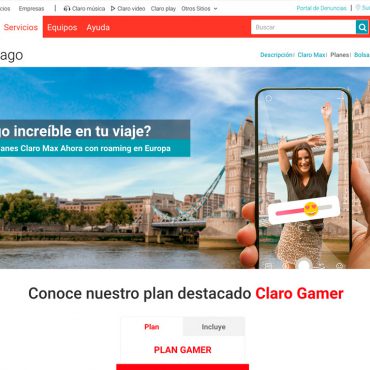 cios Empresas Claro música Claro video Claro play Otros Sitios Portal de Denuncias Su
Servicios Equipos Ayuda Buscar
ago
Descripción Claro Max Planes Bolsa
go increíble en tu viaje?
anes Claro Max Ahora con roaming en Europa
Conoce nuestro plan destacado Claro Gamer
Plan Incluye
PLAN GAMER